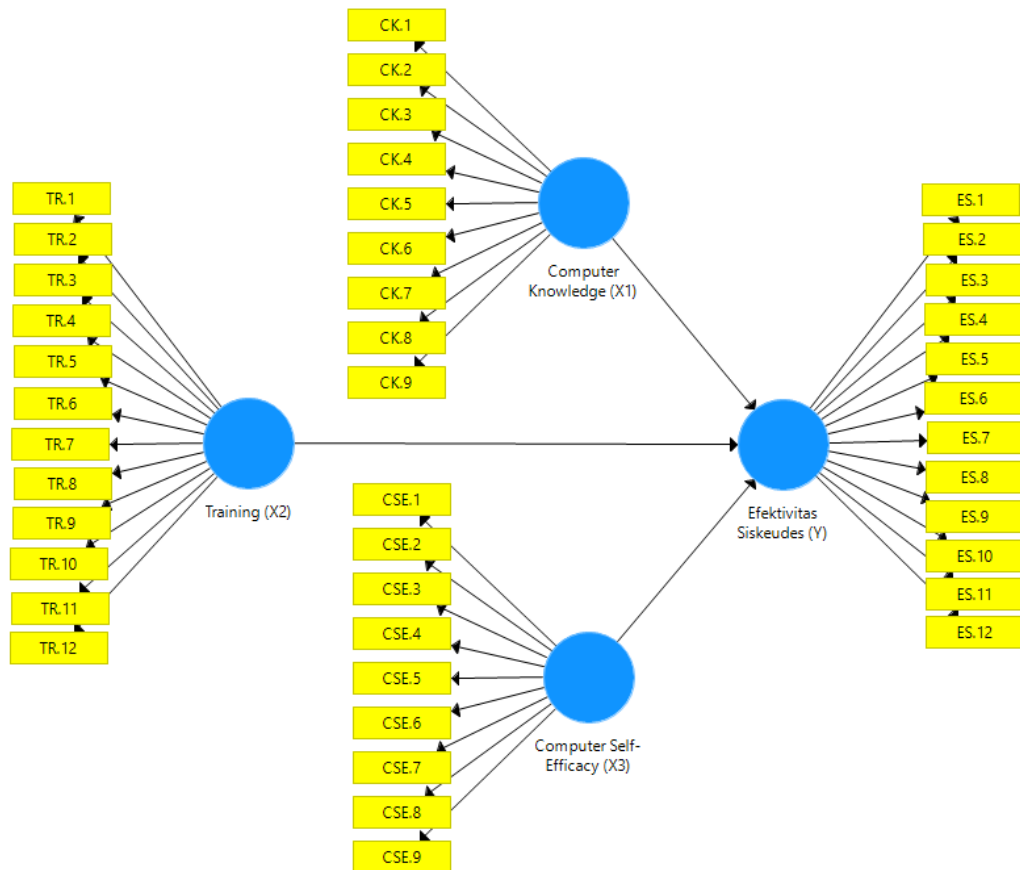 CK.1
CK.2
CK.3
CK.4
CK.5
CK.6
CK.7
CK.8
CK.9
Computer
Knowledge (X1)
TR.1
TR.2
TR.3
TR.4
TR.5
TR.6
TR.7
TR.8
TR.9
TR.10
TR.11
TR.12
Training (X2)
CSE.1
CSE.2
CSE.3
CSE.4
CSE.5
CSE.6
CSE.7
CSE.8
CSE.9
Computer Self-
Efficacy (X3)
Efektivitas
Siskeudes (Y)
ES.1
ES.2
ES.3
ES.4
ES.5
ES.6
ES.7
ES.8
ES.9
ES.10
ES.11
ES.12